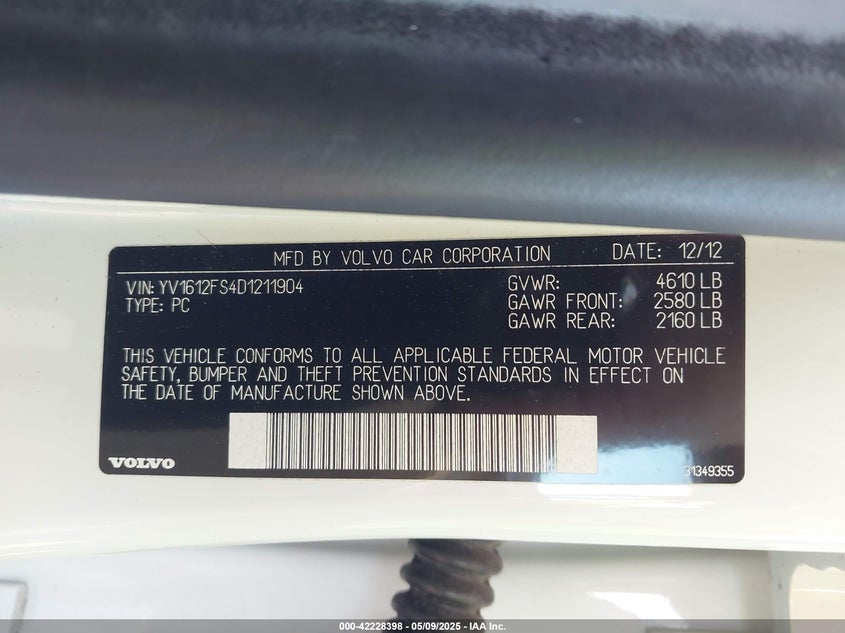 MFD BY VOLVO CAR CORPORATION DATE: 12/12
VIN: YV1612FS4D1211904 GVWR: 4610 LB
TYPE: PC GAWR FRONT: 2580 LB
GAWR REAR: 2160 LB
THIS VEHICLE CONFORMS TO ALL APPLICABLE FEDERAL MOTOR VEHICLE
SAFETY, BUMPER AND THEFT PREVENTION STANDARDS IN EFFECT ON
THE DATE OF MANUFACTURE SHOWN ABOVE.
VOLVO 31349355
000-42228398 - 05/09/2025 - IAA Inc.